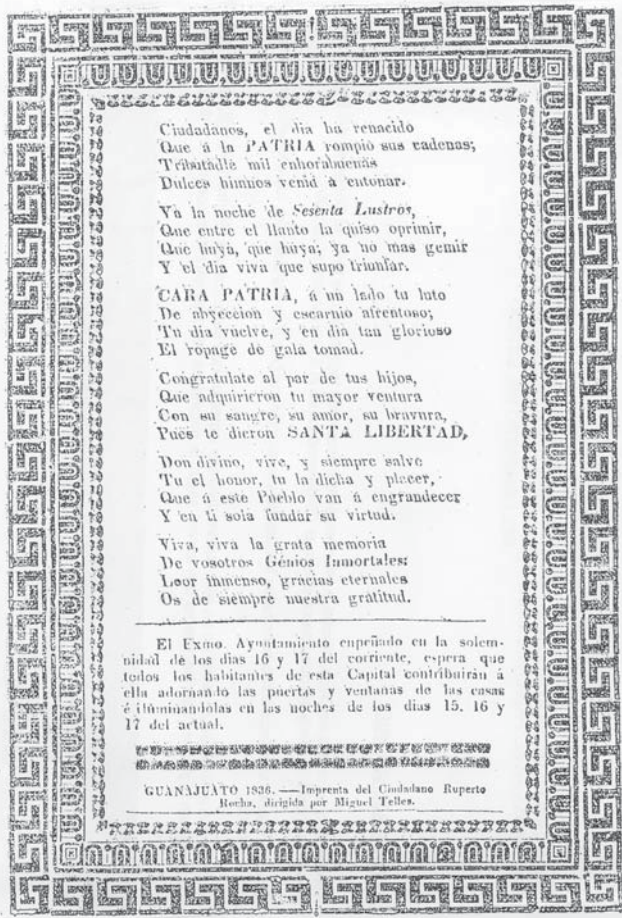 Ciudadanos, el dia ha renacido
Que á la PATRIA rompió sus cadenas;
Tributadle mil enhorabuenas
Dulces himnos venid á entonar.
Va la noche de Sesenta Lustros,
Que entre el llanto la quiso oprimir,
Que huya, que huya; ya no mas gemir
Y el dia viva que supo triunfar.
CARA PATRIA, á un lado tu luto
De abyeccion y escarnio afrentoso;
Tu dia vuelve, y en dia tan glorioso
El ropage de gala tomad.
Congratulate al par de tus hijos,
Que adquirieron tu mayor ventura
Con su sangre, su amor, su bravura,
Pues te dieron SANTA LIBERTAD,
Don divino, vive, y siempre salve
Tu el honor, tu la dicha y placer,
Que á este Pueblo van á engrandecer
Y en ti sola fundar su virtud.
Viva, viva la grata memoria
De vosotros Génios Inmortales:
Loor inmenso, gracias eternales
Os de siempre nuestra gratitud.
El Exmo. Ayuntamiento enpeñado en la solem-
nidad de los dias 16 y 17 del corriente, espera que
todos los habitantes de esta Capital contribuirán á
ella adornando las puertas y ventanas de las casas
é iluminandolas en las noches de los dias 15. 16 y
17 del actual.
GUANAJUATO 1836.—Imprenta del Ciudadano Ruperto
Rocha, dirigida por Miguel Telles.